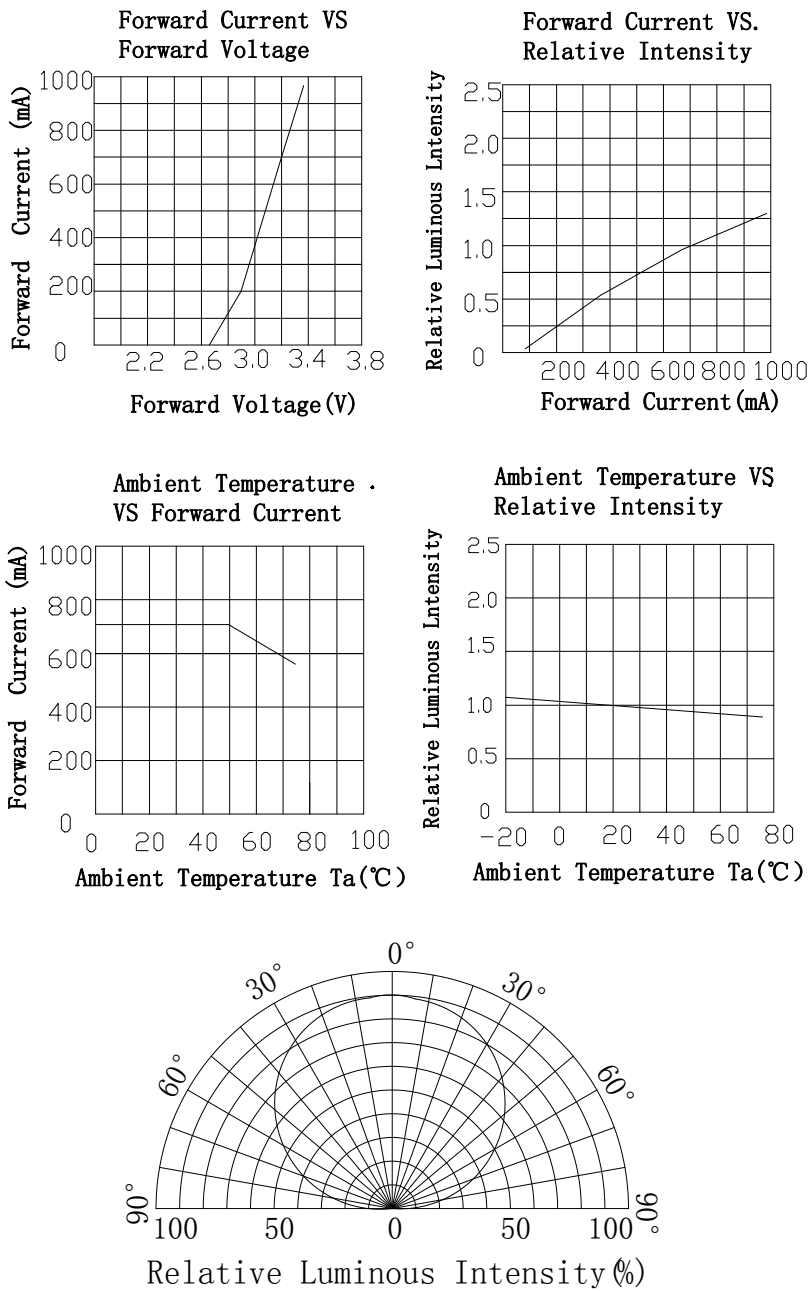 Forward Current VS
Forward Voltage
Forward Current (mA)
1000
800
600
400
200
0
2.2 2.6 3.0 3.4 3.8
Forward Voltage(V)
Forward Current VS.
Relative Intensity
Relative Luminous Lntensity
2.5
2.0
1.5
1.0
0.5
0
200 400 600 800 1000
Forward Current(mA)
Ambient Temperature .
VS Forward Current
Forward Current (mA)
1000
800
600
400
200
0
0 20 40 60 80 100
Ambient Temperature Ta(℃)
Ambient Temperature VS
Relative Intensity
Relative Luminous Lntensity
2.5
2.0
1.5
1.0
0.5
0
-20 0 20 40 60 80
Ambient Temperature Ta(℃)
0°
30° 30°
60° 60°
90° 90°
100 50 0 50 100
Relative Luminous Intensity(%)